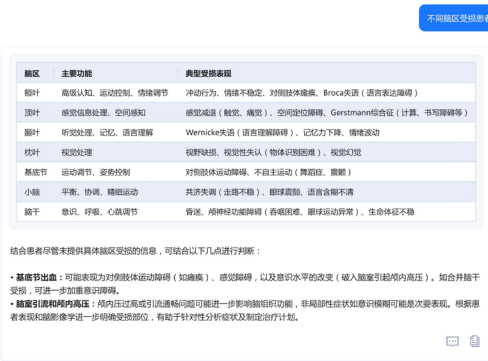 不同脑区受损患者
脑区 主要功能 典型受损表现
额叶 高级认知、运动控制、情绪调节 冲动行为、情绪不稳定、对侧肢体瘫痪、Broca失语（语言表达障碍）
顶叶 感觉信息处理、空间感知 感觉减退（触觉、痛觉）、空间定位障碍、Gerstmann综合征（计算、书写障碍等）
颞叶 听觉处理、记忆、语言理解 Wernicke失语（语言理解障碍）、记忆力下降、情绪波动
枕叶 视觉处理 视野缺损、视觉性失认（物体识别困难）、视觉幻觉
基底节 运动调节、姿势控制 对侧肢体运动障碍、不自主运动（舞蹈症、震颤）
小脑 平衡、协调、精细运动 共济失调（走路不稳）、眼球震颤、语言含糊不清
脑干 意识、呼吸、心跳调节 昏迷、颅神经功能障碍（吞咽困难、眼球运动异常）、生命体征不稳
结合患者尽管未提供具体脑区受损的信息，可结合以下几点进行判断：
• 基底节出血：可能表现为对侧肢体运动障碍（如瘫痪）、感觉障碍，以及意识水平的改变（破入脑室引起颅内高压）。如合并脑干
受损，可进一步加重意识障碍。
• 脑室引流和颅内高压：颅内压过高或引流通畅问题可能进一步影响脑组织功能，非局部性症状如意识模糊可能是次要表现。根据患
者表现和脑影像学进一步明确受损部位，有助于针对性分析症状及制定治疗计划。